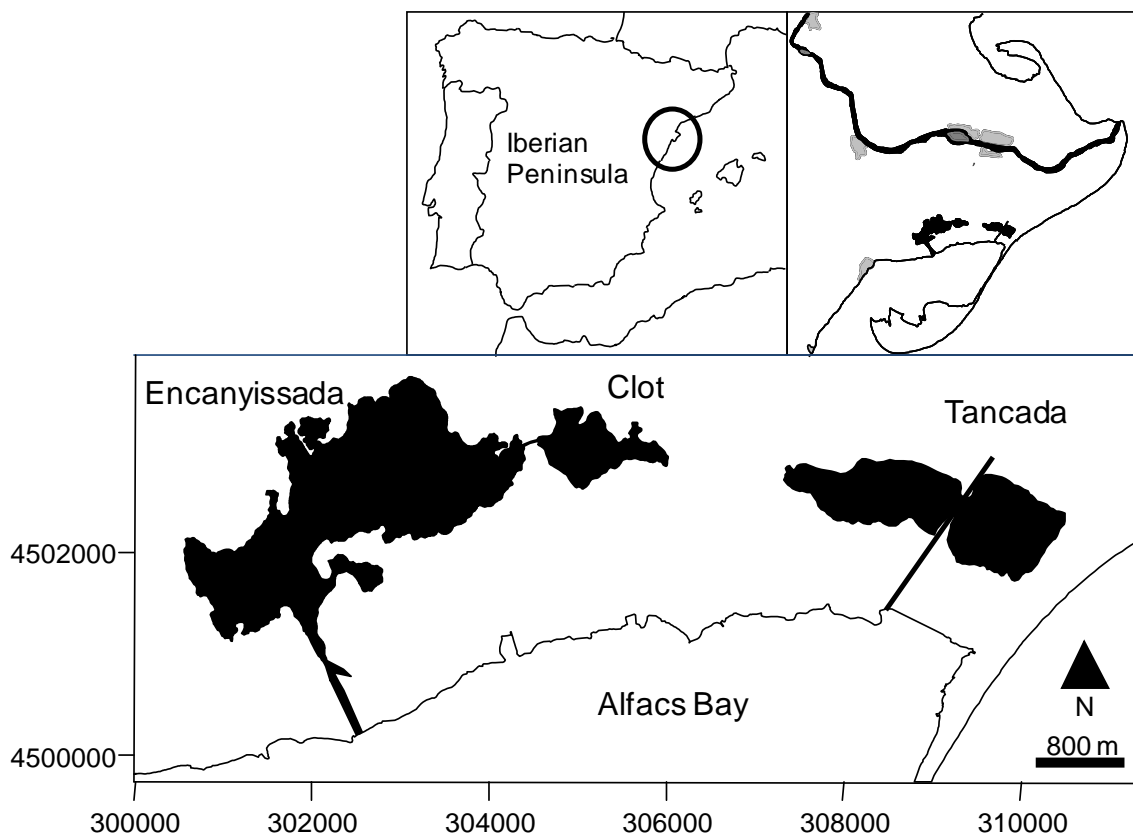 Iberian
Peninsula
Encanyissada
Clot
Tancada
4502000
Alfacs Bay
N
800 m
4500000
300000
302000
304000
306000
308000
310000